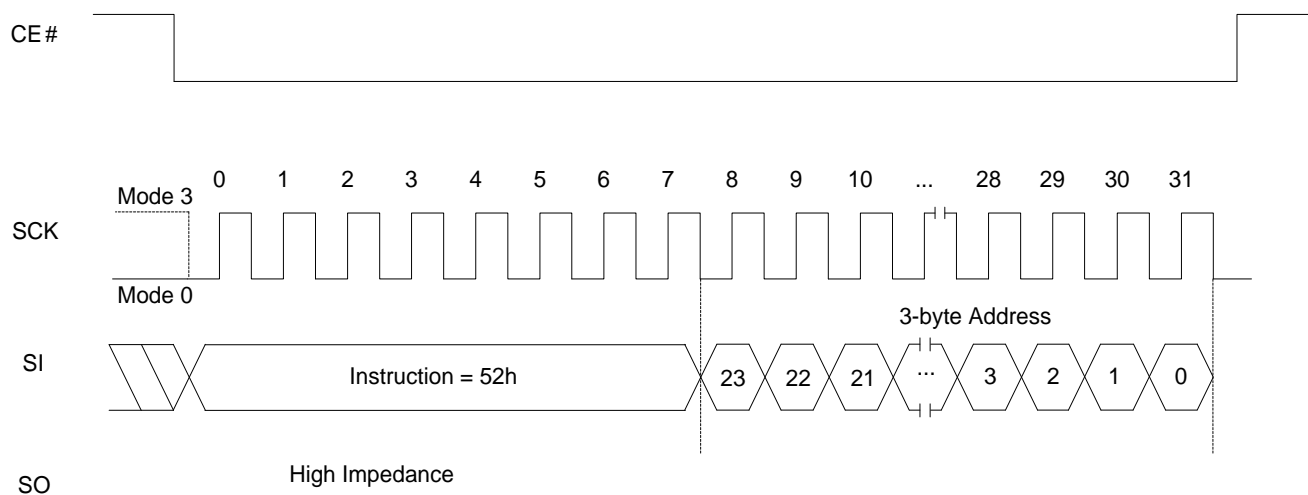 CE#
0 1 2 3 4 5 6 7 8 9 10 ... 28 29 30 31
Mode 3
SCK
Mode 0
3-byte Address
SI
Instruction = 52h
23 22 21 ... 3 2 1 0
High Impedance
SO